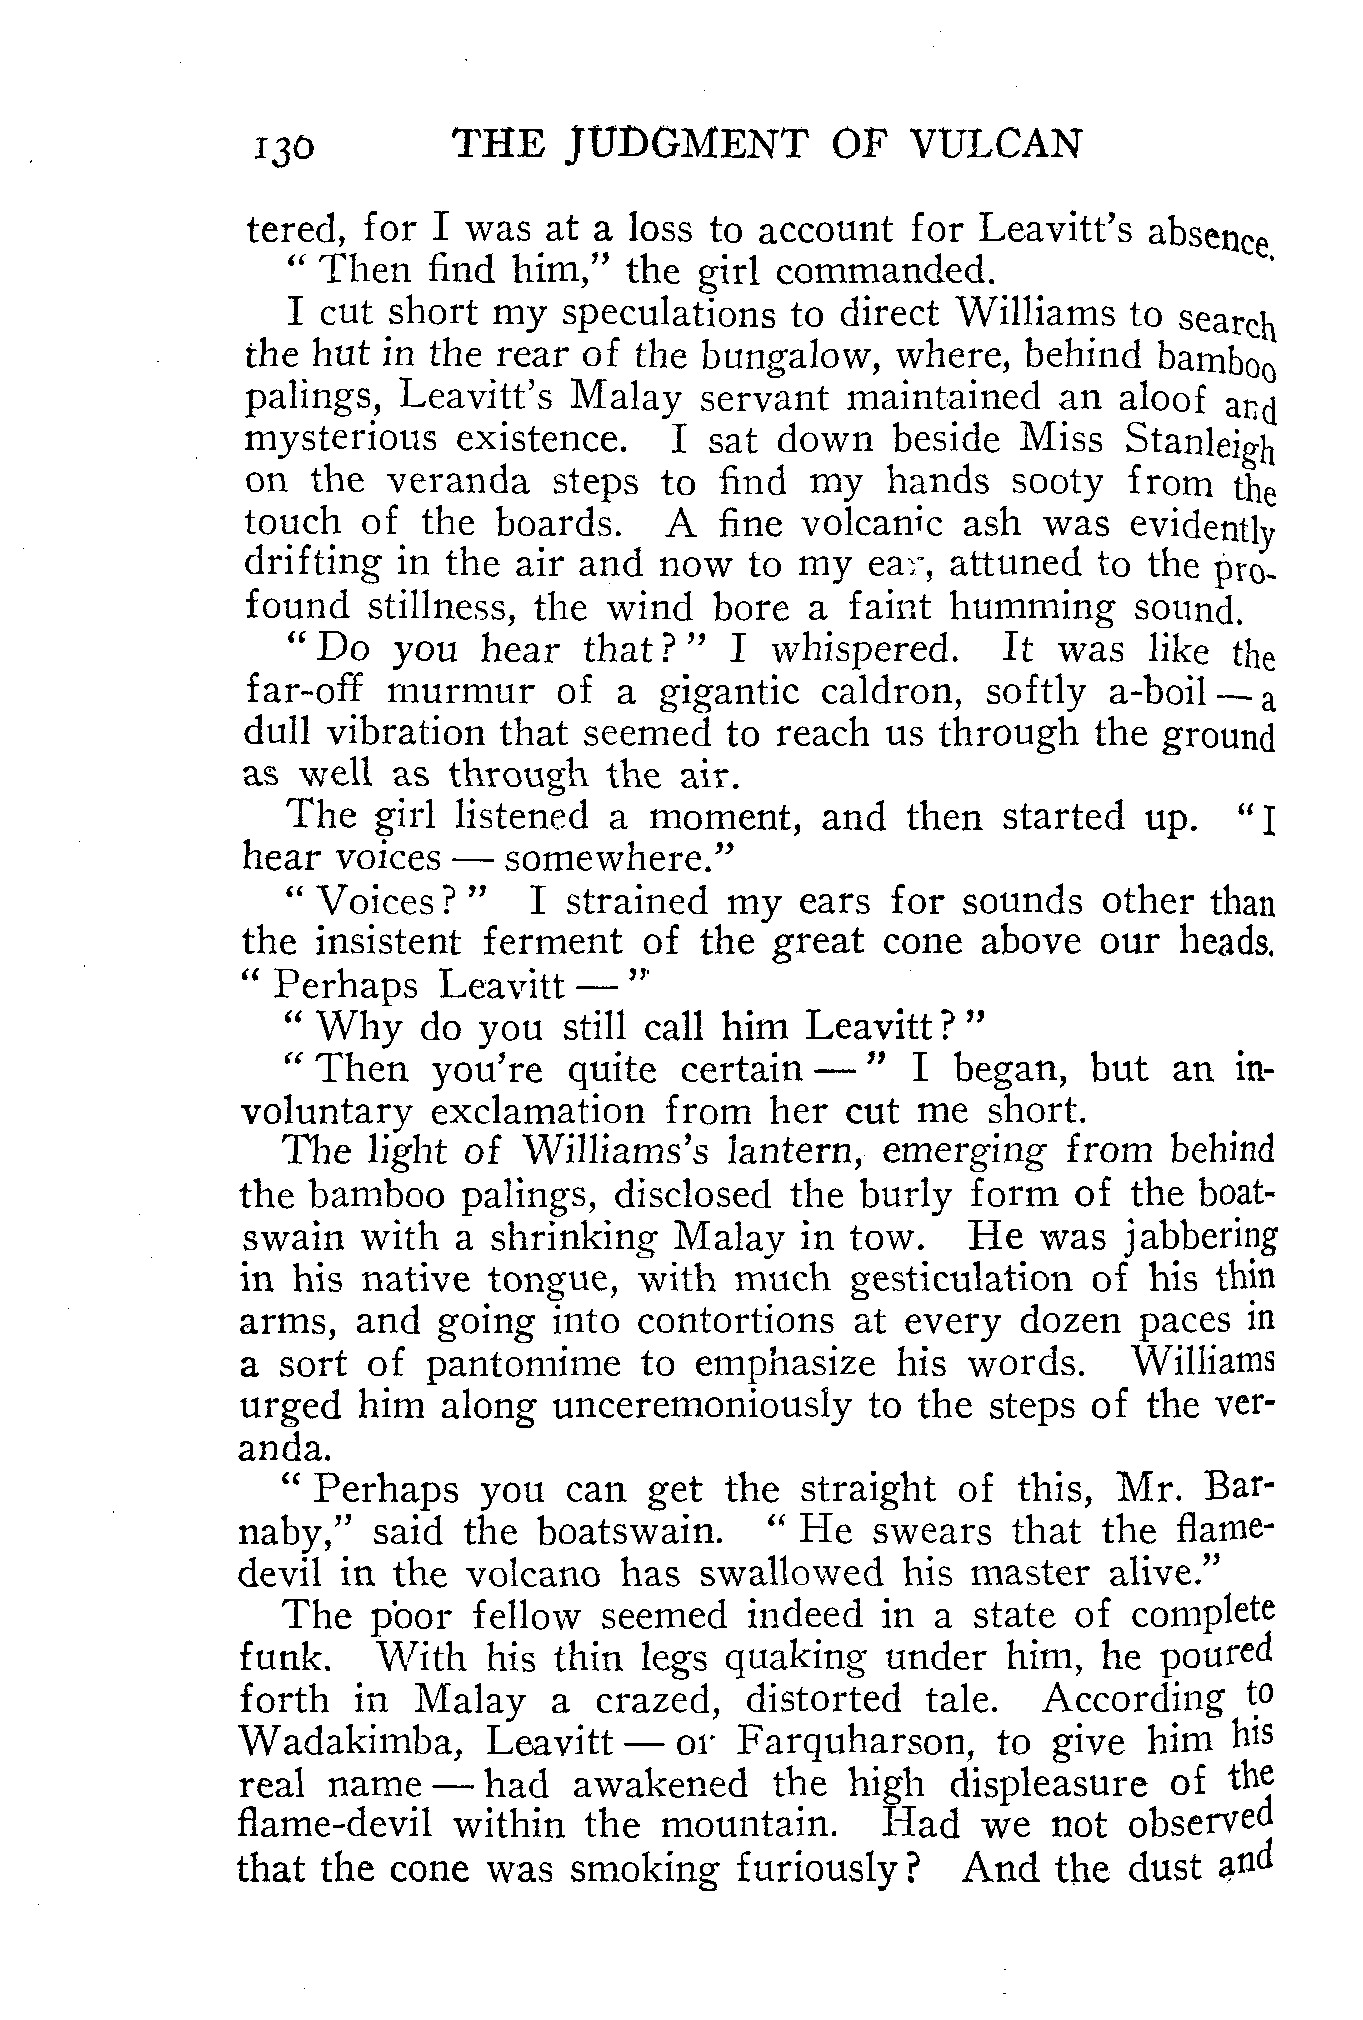 130 THE JUDGMENT OF VULCAN
tered, for I was at a loss to account for Leavitt's absence.
“ Then find him,” the girl commanded.
I cut short my speculations to direct Williams to search
the hut in the rear of the bungalow, where, behind bamboo
palings, Leavitt's Malay servant maintained an aloof and
mysterious existence. I sat down beside Miss Stanleigh
on the veranda steps to find my hands sooty from the
touch of the boards. A fine volcanic ash was evidently
drifting in the air and now to my ear, attuned to the pro-
found stillness, the wind bore a faint humming sound.
“ Do you hear that? ” I whispered. It was like the
far-off murmur of a gigantic caldron, softly a-boil — a
dull vibration that seemed to reach us through the ground
as well as through the air.
The girl listened a moment, and then started up. “ I
hear voices — somewhere.”
“ Voices? ” I strained my ears for sounds other than
the insistent ferment of the great cone above our heads.
“ Perhaps Leavitt — ”
“ Why do you still call him Leavitt? ”
“ Then you're quite certain — ” I began, but an in-
voluntary exclamation from her cut me short.
The light of Williams's lantern, emerging from behind
the bamboo palings, disclosed the burly form of the boat-
swain with a shrinking Malay in tow. He was jabbering
in his native tongue, with much gesticulation of his thin
arms, and going into contortions at every dozen paces in
a sort of pantomime to emphasize his words. Williams
urged him along unceremoniously to the steps of the ver-
anda.
“ Perhaps you can get the straight of this, Mr. Bar-
naby,” said the boatswain. “ He swears that the flame-
devil in the volcano has swallowed his master alive.”
The poor fellow seemed indeed in a state of complete
funk. With his thin legs quaking under him, he poured
forth in Malay a crazed, distorted tale. According to
Wadakimba, Leavitt — or Farquharson, to give him his
real name — had awakened the high displeasure of the
flame-devil within the mountain. Had we not observed
that the cone was smoking furiously? And the dust and